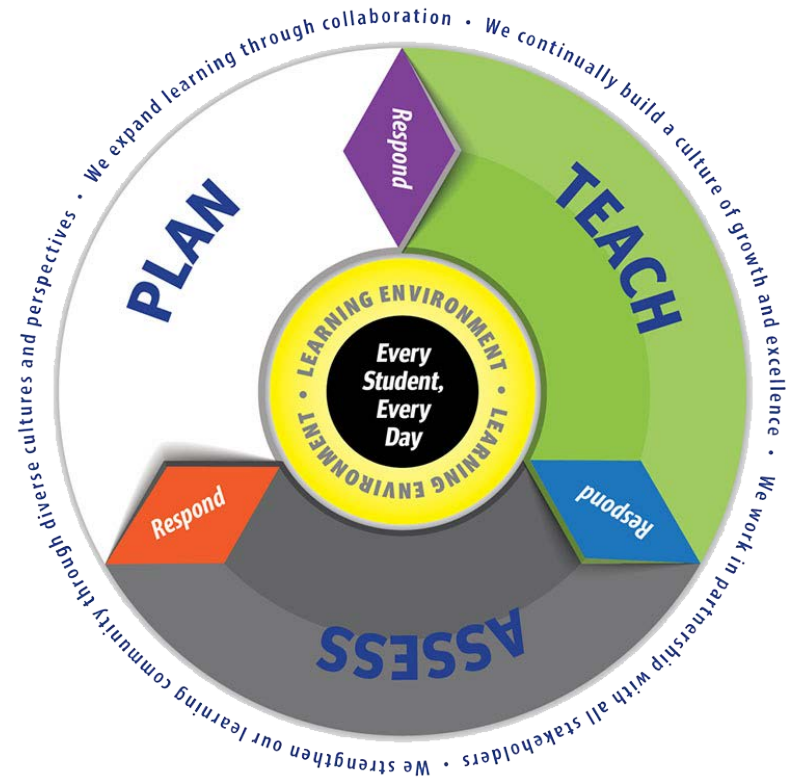 We expand learning through collaboration • We continually build a culture of growth and excellence • We work in partnership with all stakeholders • We strengthen our learning community through diverse cultures and perspectives •
PLAN
Respond
TEACH
Respond
ASSESS
Respond
LEARNING ENVIRONMENT • LEARNING ENVIRONMENT •
Every
Student,
Every
Day